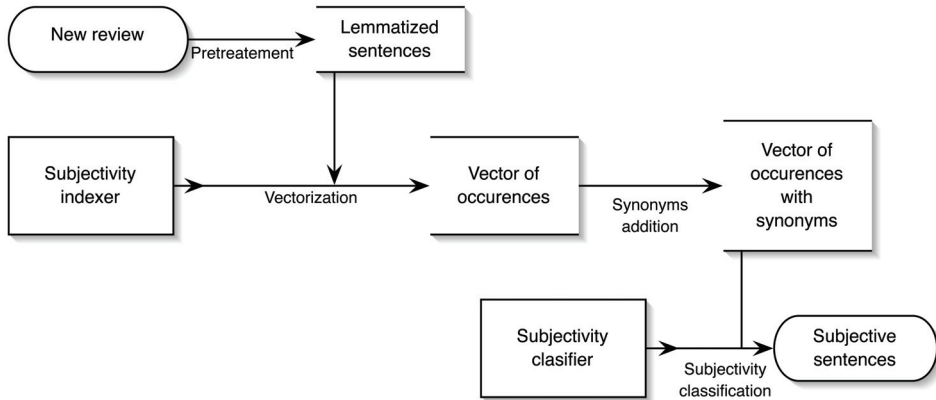 New review
Pretreatement
Lemmatized
sentences
Subjectivity
indexer
Vectorization
Vector of
occurences
Synonyms
addition
Vector of
occurences
with
synonyms
Subjectivity
clasifier
Subjectivity
classification
Subjective
sentences